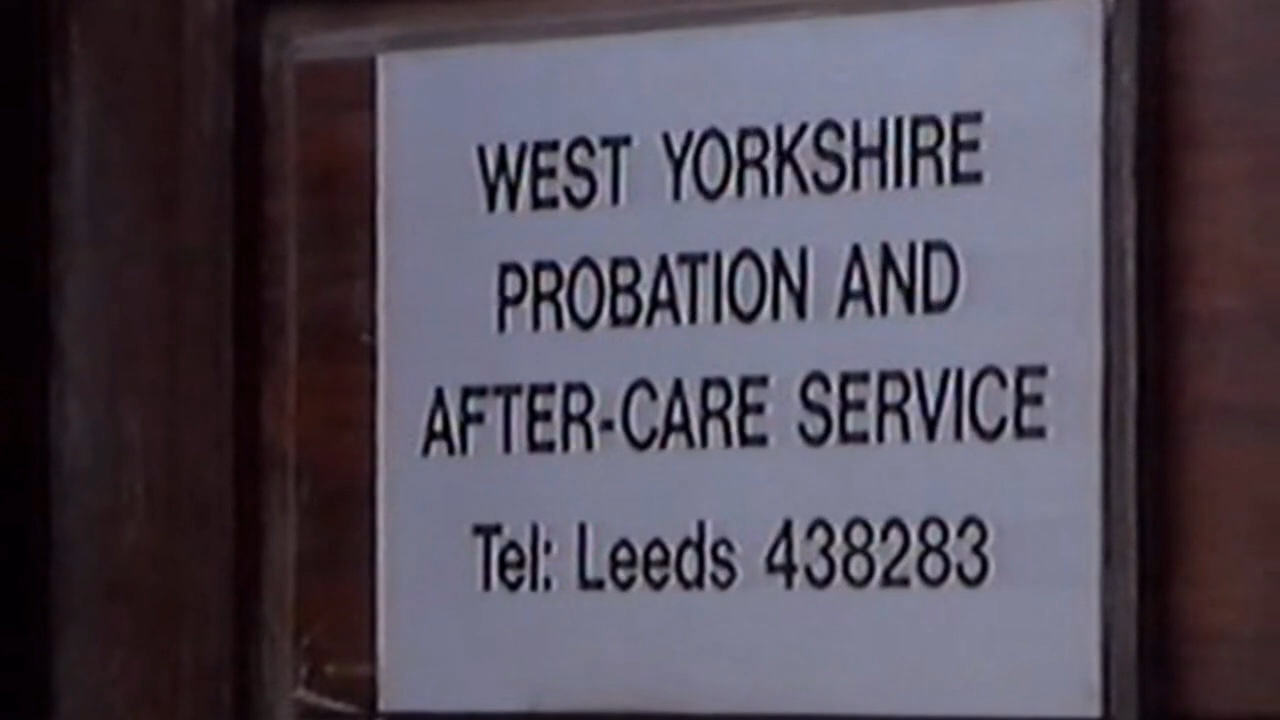 WEST YORKSHIRE
PROBATION AND
AFTER-CARE SERVICE
Tel: Leeds 438283